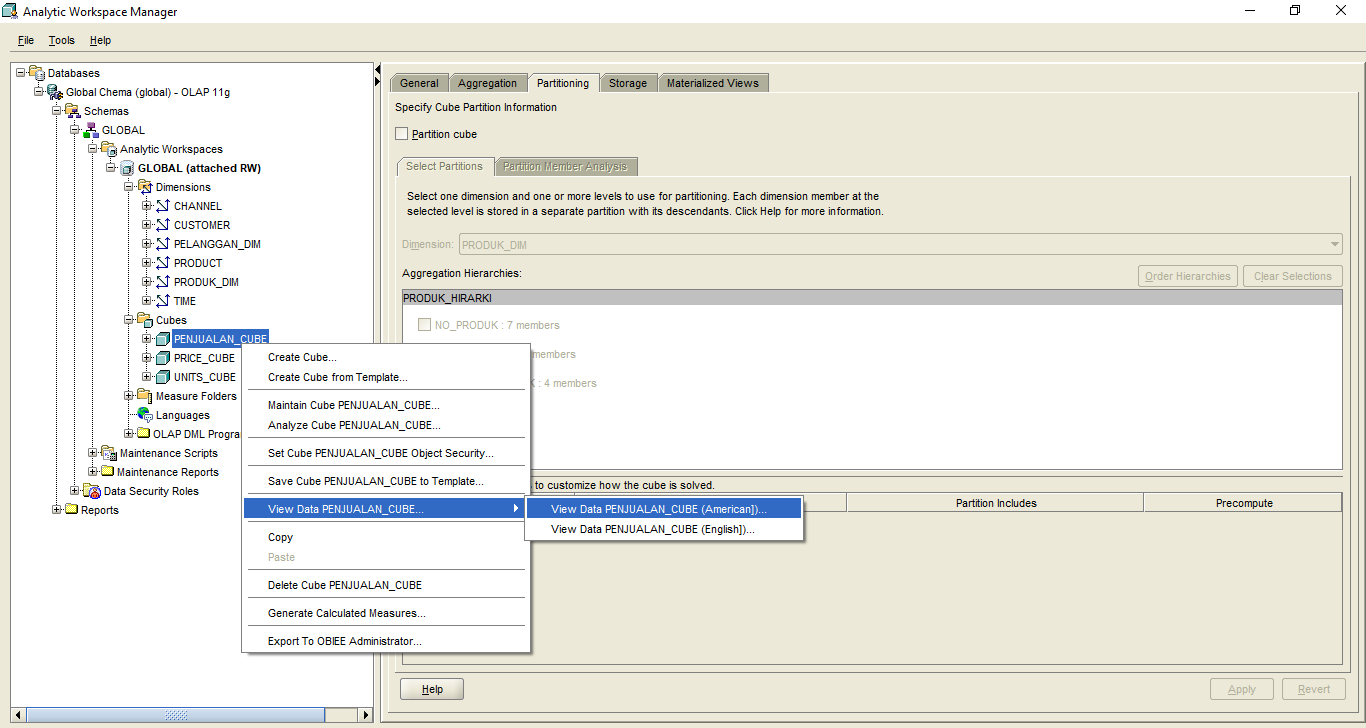 Analytic Workspace Manager
File Tools Help
Databases
Global Chema (global) - OLAP 11g
Schemas
GLOBAL
Analytic Workspaces
GLOBAL (attached RW)
Dimensions
CHANNEL
CUSTOMER
PELANGGAN_DIM
PRODUCT
PRODUK_DIM
TIME
Cubes
PENJUALAN_CUBE
PRICE_CUBE
UNITS_CUBE
Measure Folders
Languages
OLAP DML Progra
Maintenance Scripts
Maintenance Reports
Data Security Roles
Reports
Create Cube...
Create Cube from Template...
Maintain Cube PENJUALAN_CUBE...
Analyze Cube PENJUALAN_CUBE...
Set Cube PENJUALAN_CUBE Object Security...
Save Cube PENJUALAN_CUBE to Template...
View Data PENJUALAN_CUBE...
Copy
Paste
Delete Cube PENJUALAN_CUBE
Generate Calculated Measures...
Export To OBIEE Administrator...
View Data PENJUALAN_CUBE (American])...
View Data PENJUALAN_CUBE (English])...
General Aggregation Partitioning Storage Materialized Views
Specify Cube Partition Information
Partition cube
Select Partitions Partition Member Analysis
Select one dimension and one or more levels to use for partitioning. Each dimension member at the
selected level is stored in a separate partition with its descendants. Click Help for more information.
Dimension: PRODUK_DIM
Aggregation Hierarchies: Order Hierarchies Clear Selections
PRODUK_HIRARKI
NO_PRODUK : 7 members
members
K : 4 members
to customize how the cube is solved.
Partition Includes Precompute
Help Apply Revert